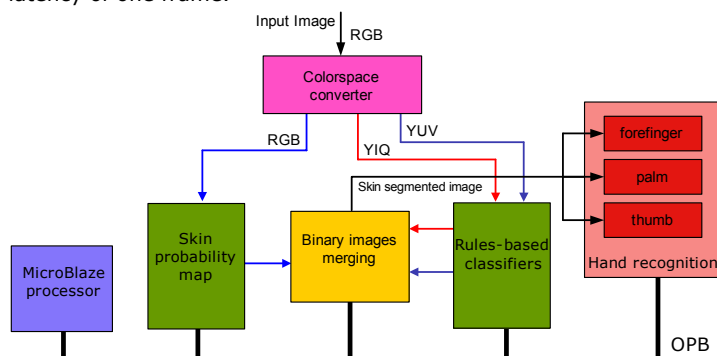 latency of one frame.
Input Image
RGB
Colorspace
converter
RGB
YIQ
YUV
forefinger
Skin segmented image
palm
thumb
Skin
probability
map
Binary images
merging
Rules-based
classifiers
MicroBlaze
processor
Hand recognition
OPB